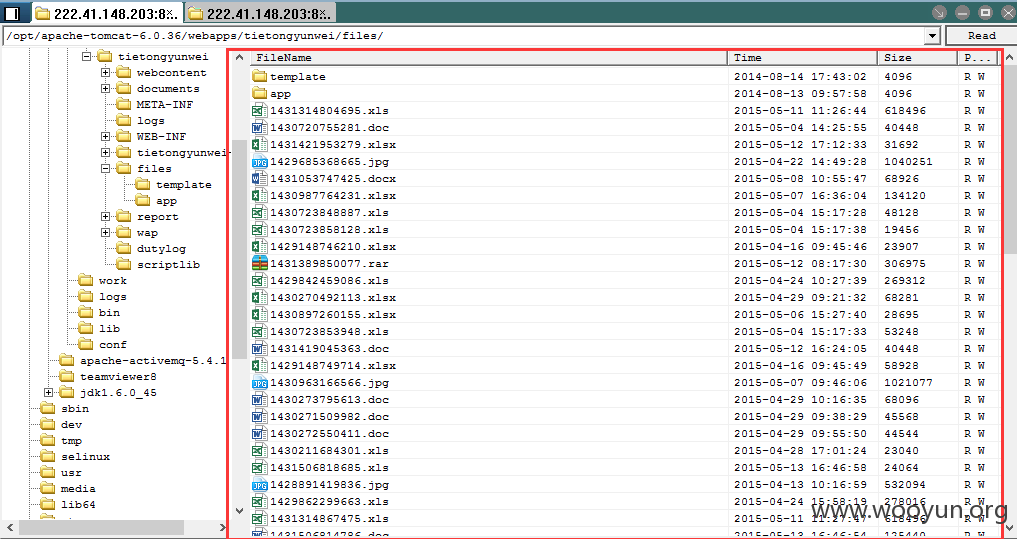 222.41.148.203:8:.. 222.41.148.203:8:..
/opt/apache-tomcat-6.0.36/webapps/tietongyunwei/files/ Read
tietongyunwei
webcontent
documents
META-INF
logs
WEB-INF
tietongyunwei-
files
template
app
report
wap
dutylog
scriptlib
work
logs
bin
lib
conf
apache-activemq-5.4.1
teamviewer8
jdk1.6.0_45
sbin
dev
tmp
selinux
usr
media
lib64
FileName Time Size P...
template 2014-08-14 17:43:02 4096 R W
app 2014-08-13 09:57:58 4096 R W
1431314804695.xls 2015-05-11 11:26:44 618496 R W
1430720755281.doc 2015-05-04 14:25:55 40448 R W
1431421953279.xlsx 2015-05-12 17:12:33 31692 R W
1429685368665.jpg 2015-04-22 14:49:28 1040251 R W
1431053747425.docx 2015-05-08 10:55:47 68926 R W
1430987764231.xlsx 2015-05-07 16:36:04 134120 R W
1430723848887.xls 2015-05-04 15:17:28 48128 R W
1430723858128.xls 2015-05-04 15:17:38 19456 R W
1429148746210.xlsx 2015-04-16 09:45:46 23907 R W
1431389850077.rar 2015-05-12 08:17:30 306975 R W
1429842459086.xls 2015-04-24 10:27:39 269312 R W
1430270492113.xlsx 2015-04-29 09:21:32 68281 R W
1430897260155.xlsx 2015-05-06 15:27:40 28695 R W
1430723853948.xls 2015-05-04 15:17:33 53248 R W
1431419045363.doc 2015-05-12 16:24:05 40448 R W
1429148749714.xlsx 2015-04-16 09:45:49 58928 R W
1430963166566.jpg 2015-05-07 09:46:06 1021077 R W
1430273795613.doc 2015-04-29 10:16:35 68096 R W
1430271509982.doc 2015-04-29 09:38:29 45568 R W
1430272550411.doc 2015-04-29 09:55:50 44544 R W
1430211684301.xls 2015-04-28 17:01:24 23040 R W
1431506818685.xls 2015-05-13 16:46:58 24064 R W
1428891419836.jpg 2015-04-13 10:16:59 532094 R W
1429862299663.xls 2015-04-24 15:58:19 278016 R W
1431314867475.xls 2015-05-11 11:27:47 618496 R W
1431506814786.doc 2015-05-13 16:46:54 125440 R W
www.wooyun.org